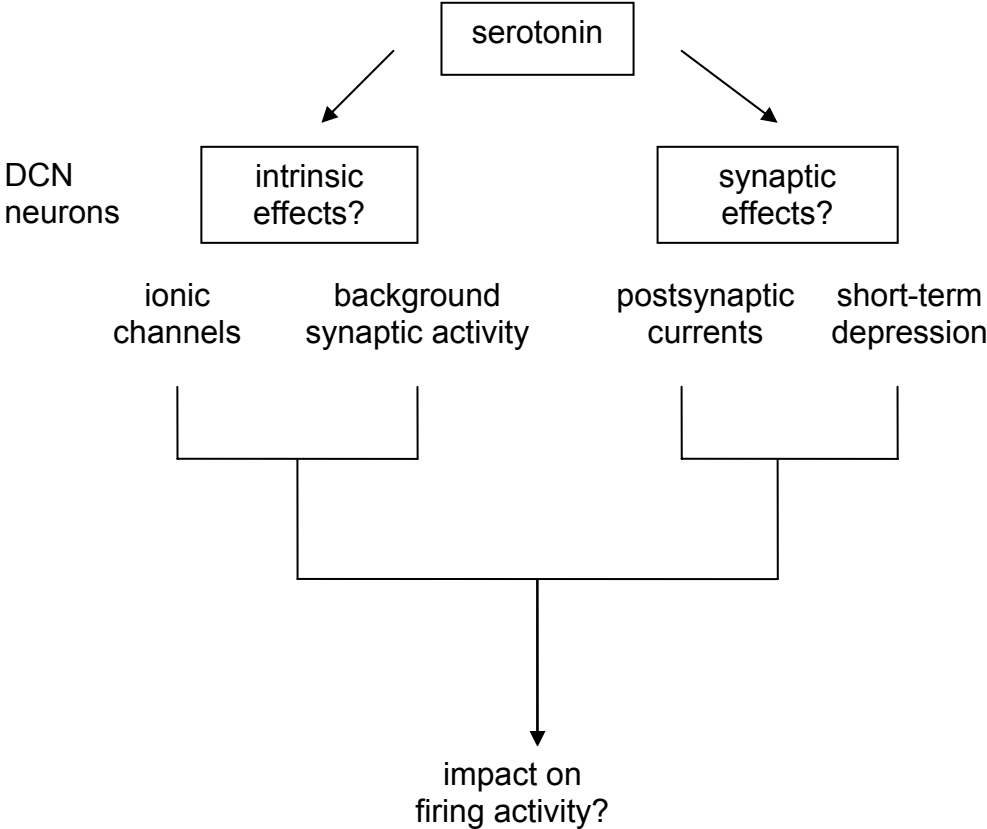 serotonin
DCN
neurons
intrinsic
effects?
synaptic
effects?
ionic
channels
background
synaptic activity
postsynaptic
currents
short-term
depression
impact on
firing activity?